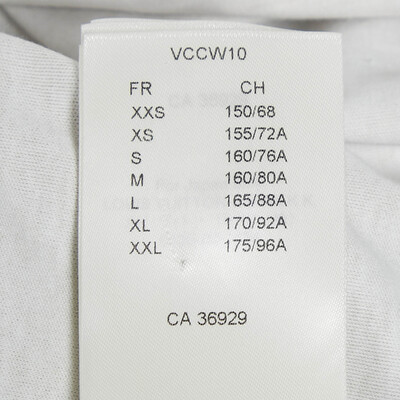 VCCW10
FR CH
XXS 150/68
XS 155/72A
S 160/76A
M 160/80A
L 165/88A
XL 170/92A
XXL 175/96A
CA 36929